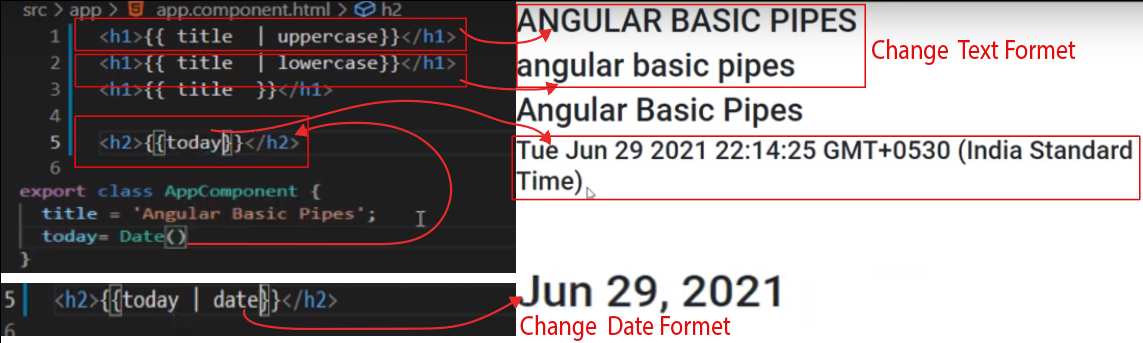 src > app > app.component.html > h2
1 <h1>{{ title | uppercase}}</h1>
2 <h1>{{ title | lowercase}}</h1>
3 <h1>{{ title }}</h1>
4
5 <h2>{{today}}</h2>
6
export class AppComponent {
title = 'Angular Basic Pipes';
today= Date()
}
5 <h2>{{today | date}}</h2>
6
ANGULAR BASIC PIPES
angular basic pipes
Change Text Formet
Angular Basic Pipes
Tue Jun 29 2021 22:14:25 GMT+0530 (India Standard
Time)
Jun 29, 2021
Change Date Formet